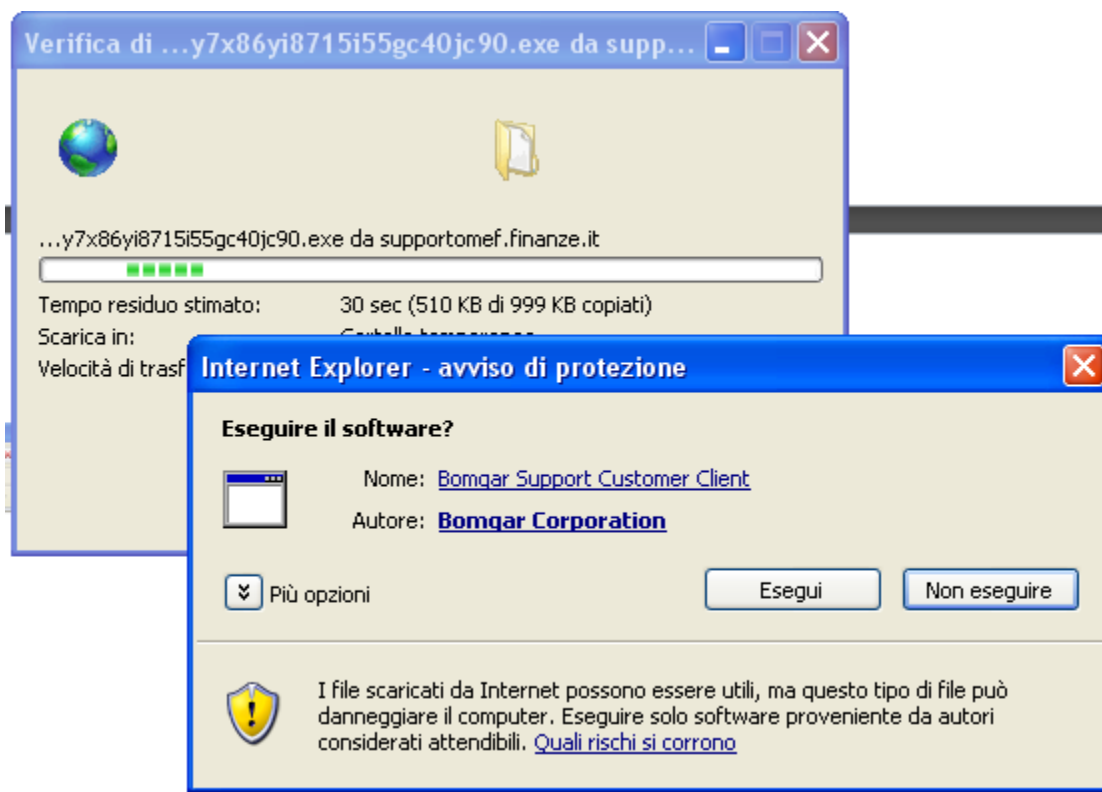 Verifica di ...y7x86yi8715i55gc40jc90.exe da supp...
...y7x86yi8715i55gc40jc90.exe da supportomef.finanze.it
Tempo residuo stimato: 30 sec (510 KB di 999 KB copiati)
Scarica in:
Velocità di trasf
Internet Explorer - avviso di protezione
Eseguire il software?
Nome: Bomgar Support Customer Client
Autore: Bomgar Corporation
Più opzioni
Esegui
Non eseguire
I file scaricati da Internet possono essere utili, ma questo tipo di file può
danneggiare il computer. Eseguire solo software proveniente da autori
considerati attendibili. Quali rischi si corrono